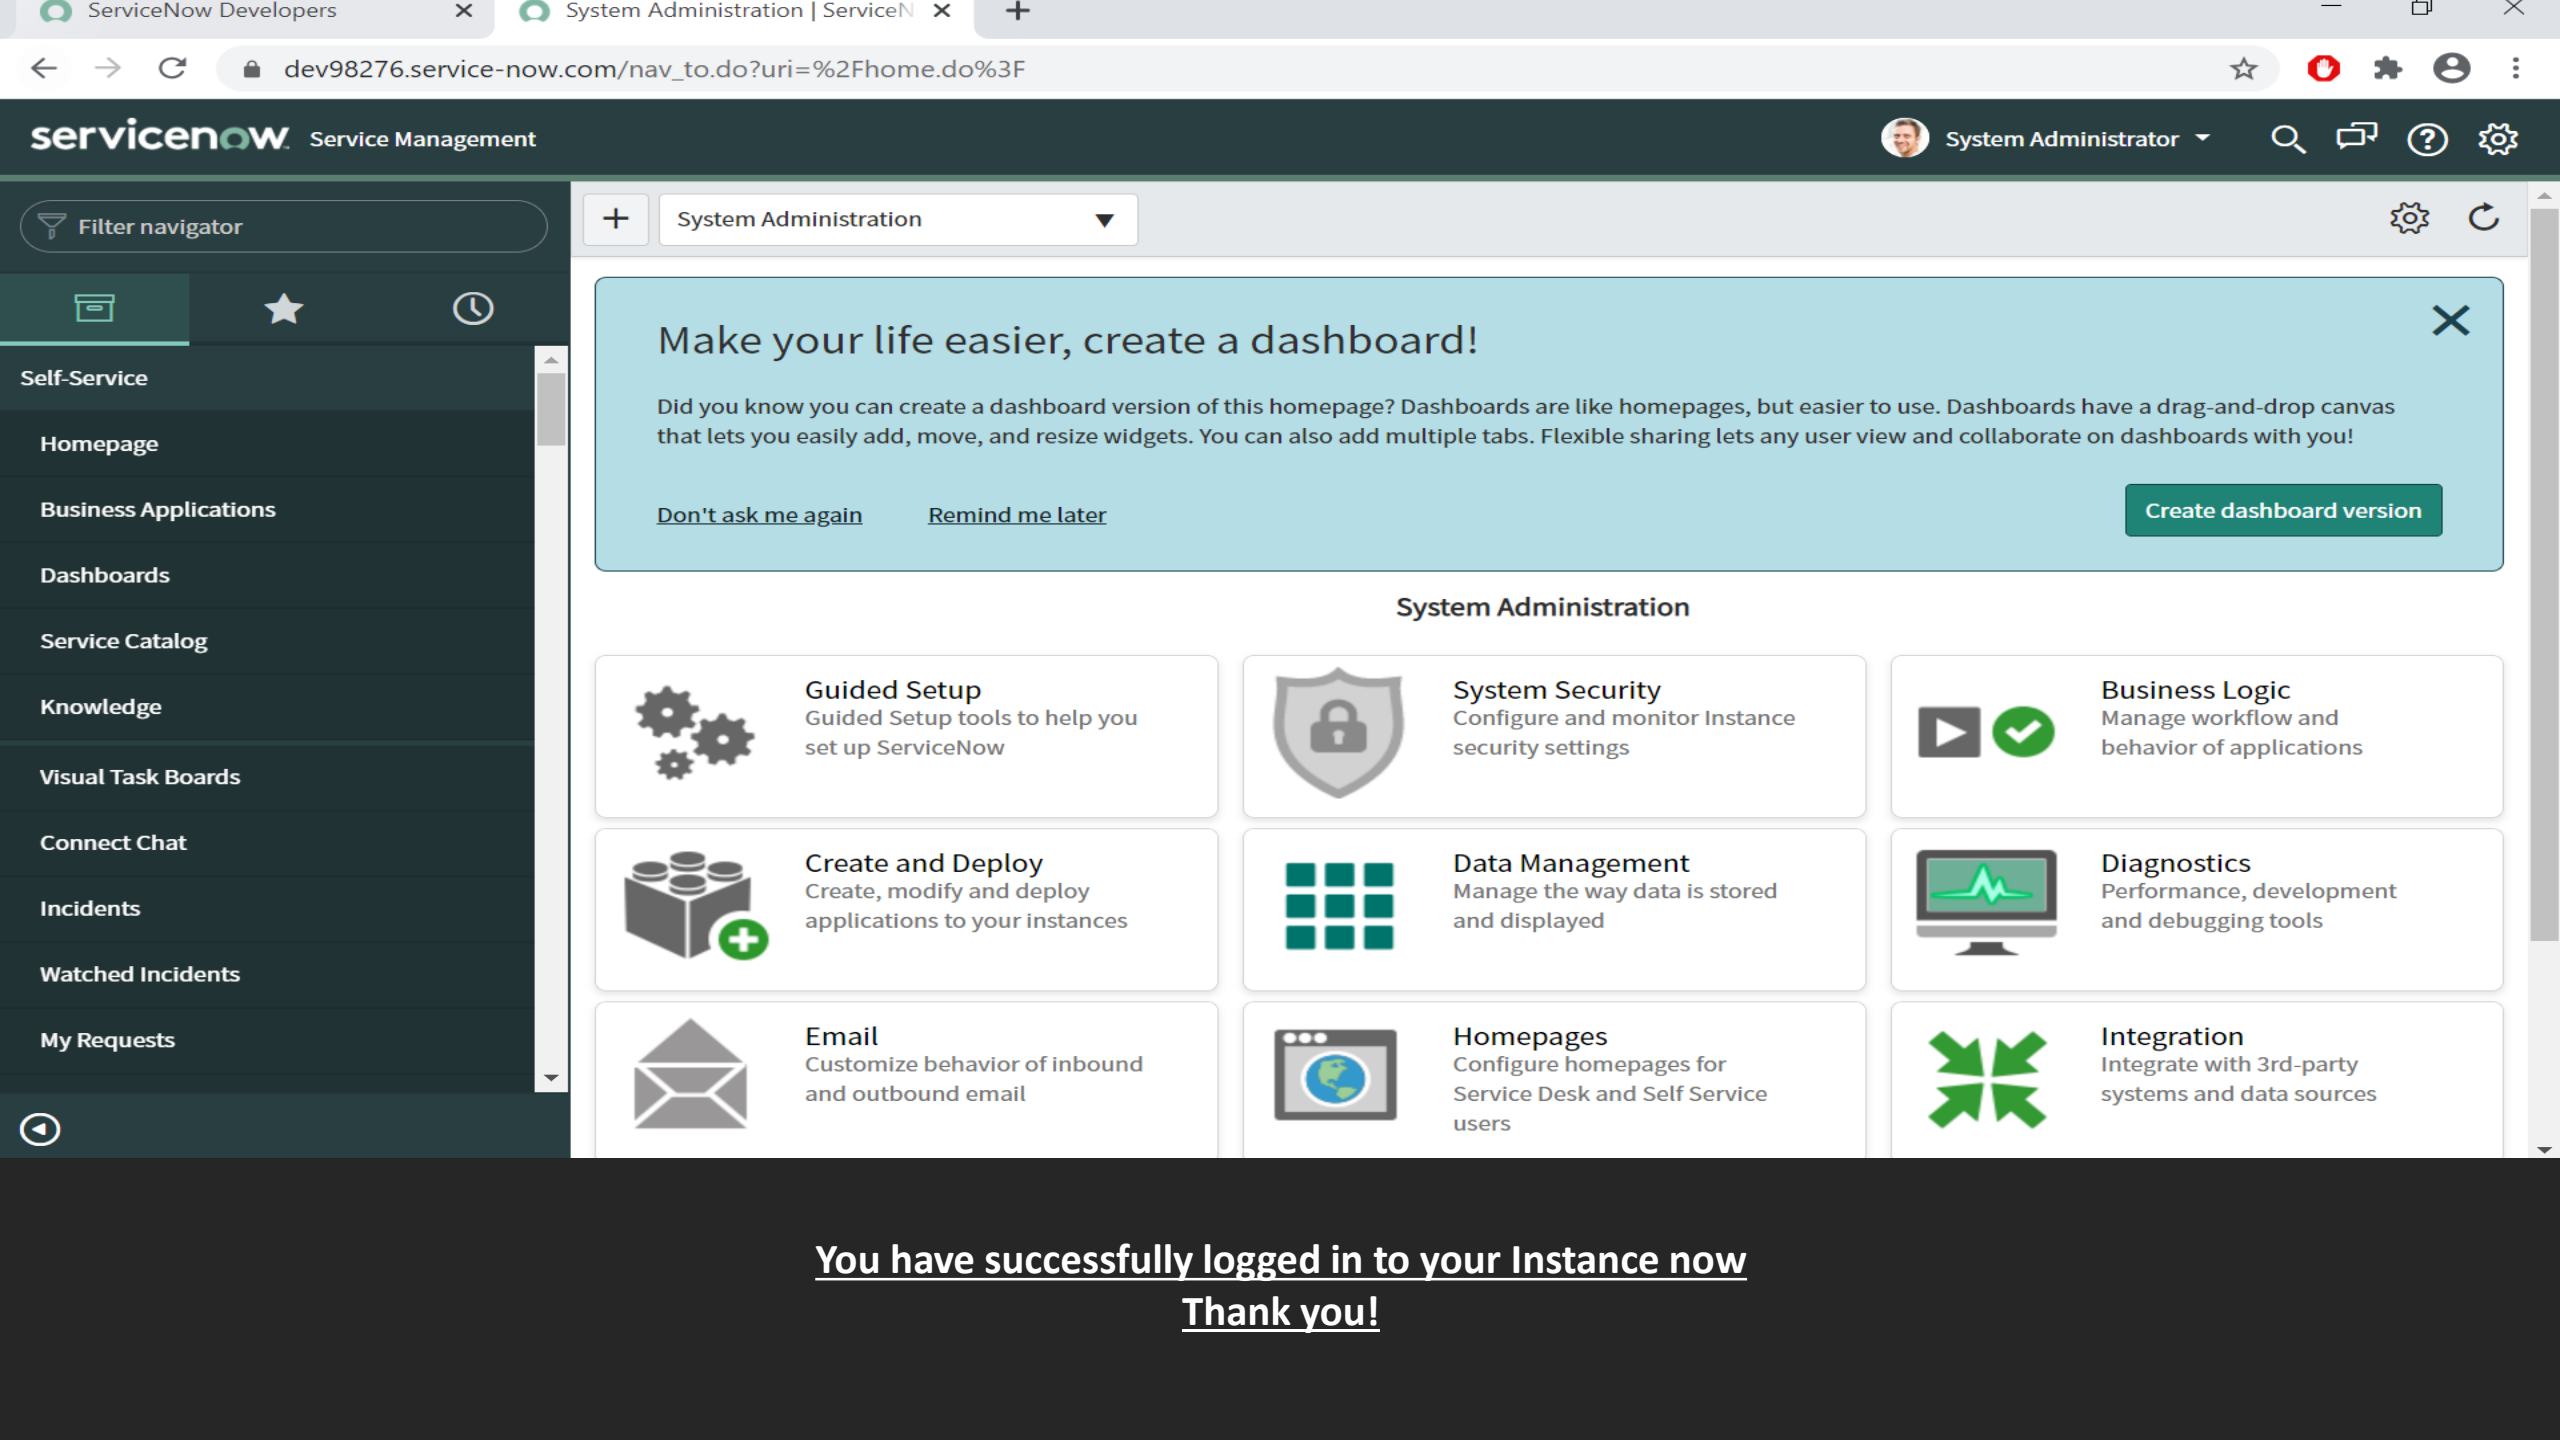 ServiceNow Developers
System Administration | ServiceN
dev98276.service-now.com/nav_to.do?uri=%2Fhome.do%3F
servicenow Service Management
System Administrator
Filter navigator
System Administration
Self-Service
Homepage
Business Applications
Dashboards
Service Catalog
Knowledge
Visual Task Boards
Connect Chat
Incidents
Watched Incidents
My Requests
Make your life easier, create a dashboard!
Did you know you can create a dashboard version of this homepage? Dashboards are like homepages, but easier to use. Dashboards have a drag-and-drop canvas
that lets you easily add, move, and resize widgets. You can also add multiple tabs. Flexible sharing lets any user view and collaborate on dashboards with you!
Don't ask me again
Remind me later
Create dashboard version
System Administration
Guided Setup
Guided Setup tools to help you
set up ServiceNow
System Security
Configure and monitor Instance
security settings
Business Logic
Manage workflow and
behavior of applications
Create and Deploy
Create, modify and deploy
applications to your instances
Data Management
Manage the way data is stored
and displayed
Diagnostics
Performance, development
and debugging tools
Email
Customize behavior of inbound
and outbound email
Homepages
Configure homepages for
Service Desk and Self Service
users
Integration
Integrate with 3rd-party
systems and data sources
You have successfully logged in to your Instance now
Thank you!